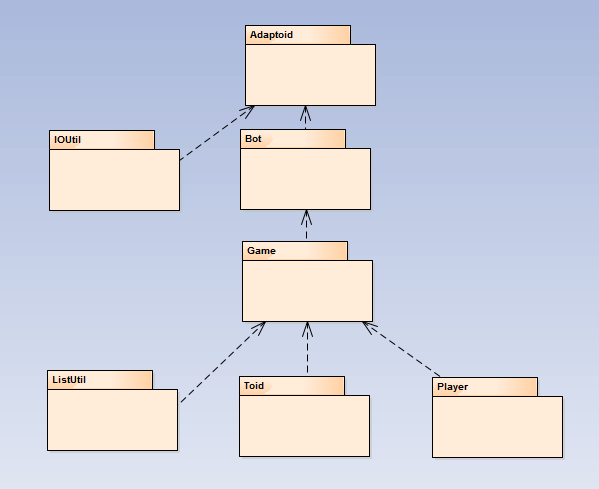 Adaptoid
IOUtil
Bot
Game
ListUtil
Toid
Player